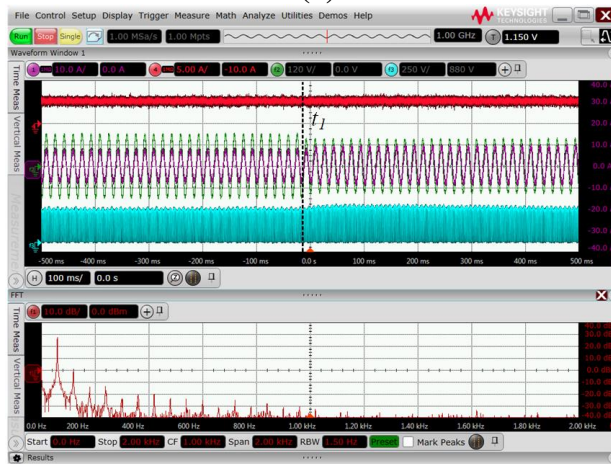 File Control Setup Display Trigger Measure Math Analyze Utilities Demos Help
KEYSIGHT
TECHNOLOGIES
Run Stop Single 1.00 MSa/s 1.00 Mpts 1.00 GHz T 1.150 V
Waveform Window 1
10.0 A/ 0.0 A 4 5.00 A/ -10.0 A f2 120 V/ 0.0 V f3 250 V/ 880 V
Time Meas
Vertical Meas
t1
40.0
30.0
20.0
10.0
0.0 A
-10.0
-20.0
-30.0
-40.0
-500 ms -400 ms -300 ms -200 ms -100 ms 0.0 s 100 ms 200 ms 300 ms 400 ms 500 ms
H 100 ms/ 0.0 s
FFT
10.0 dB/ 0.0 dBm
Time Meas
Vertical Meas
0.0 Hz 200 Hz 400 Hz 600 Hz 800 Hz 1.00 kHz 1.20 kHz 1.40 kHz 1.60 kHz 1.80 kHz 2.00 kHz
Start 0.0 Hz Stop 2.00 kHz CF 1.00 kHz Span 2.00 kHz RBW 1.50 Hz Preset Mark Peaks
Results